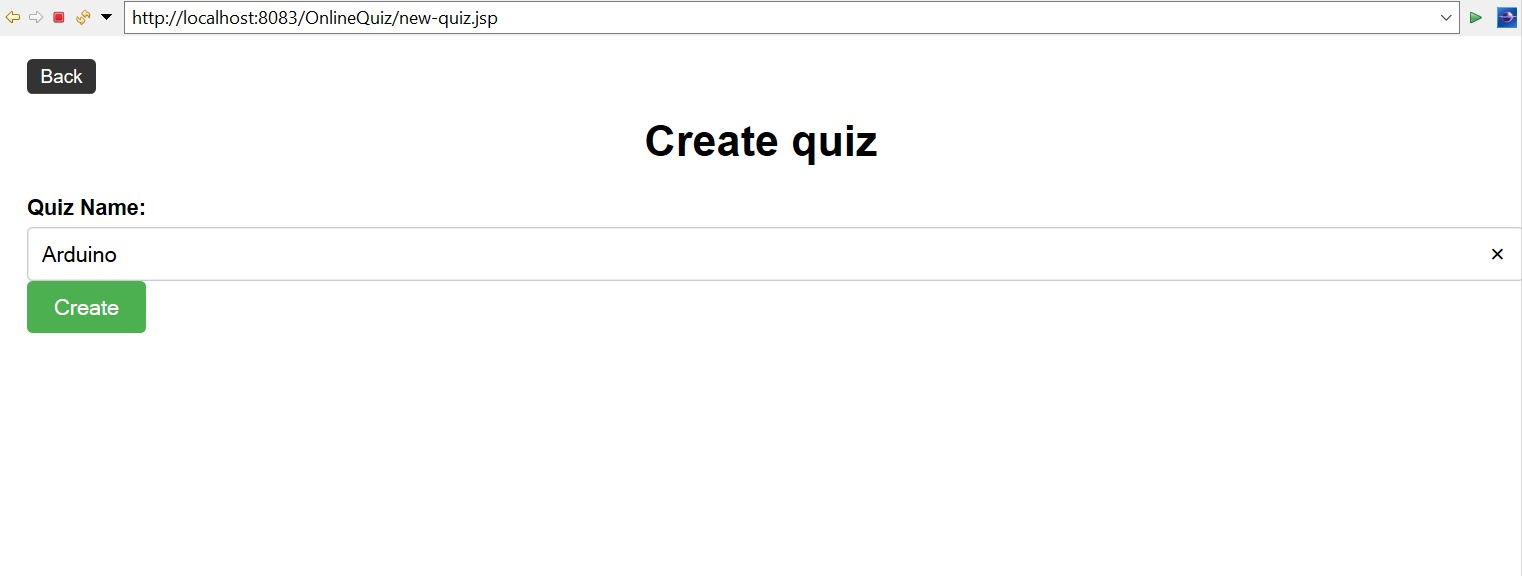 http://localhost:8083/OnlineQuiz/new-quiz.jsp
Back
Create quiz
Quiz Name:
Arduino
Create